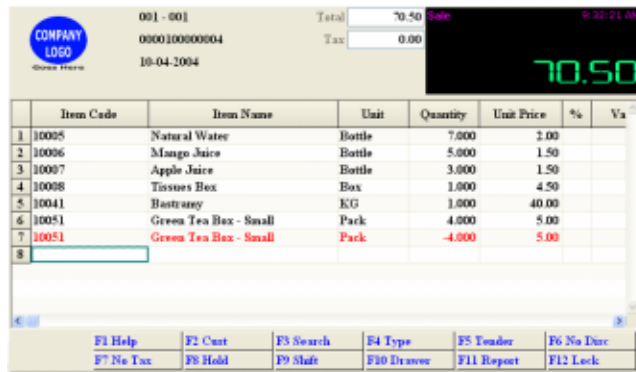 COMPANY
LOGO
Goes Here
001 - 001
0000100000004
10-04-2004
Total 70.50
Tax 0.00
Sale 9:32:21 AM
70.50
Item Code Item Name Unit Quantity Unit Price % Va
1 10005 Natural Water Bottle 7.000 2.00
2 10006 Mango Juice Bottle 5.000 1.50
3 10007 Apple Juice Bottle 3.000 1.50
4 10008 Tissues Box Box 1.000 4.50
5 10041 Bastramy KG 1.000 40.00
6 10051 Green Tea Box - Small Pack 4.000 5.00
7 10051 Green Tea Box - Small Pack -4.000 5.00
8
F1 Help F2 Cust F3 Search F4 Type F5 Tender F6 No Disc
F7 No Tax F8 Hold F9 Shift F10 Drawer F11 Report F12 Lock